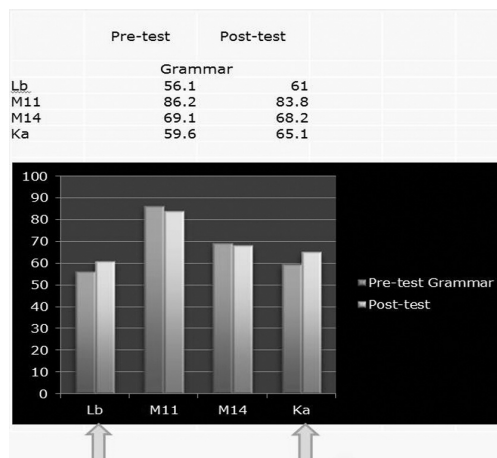 Pre-test Post-test
Grammar
Lb 56.1 61
M11 86.2 83.8
M14 69.1 68.2
Ka 59.6 65.1
100
90
80
70
60
50
40
30
20
10
0
Lb M11 M14 Ka
Pre-test Grammar
Post-test